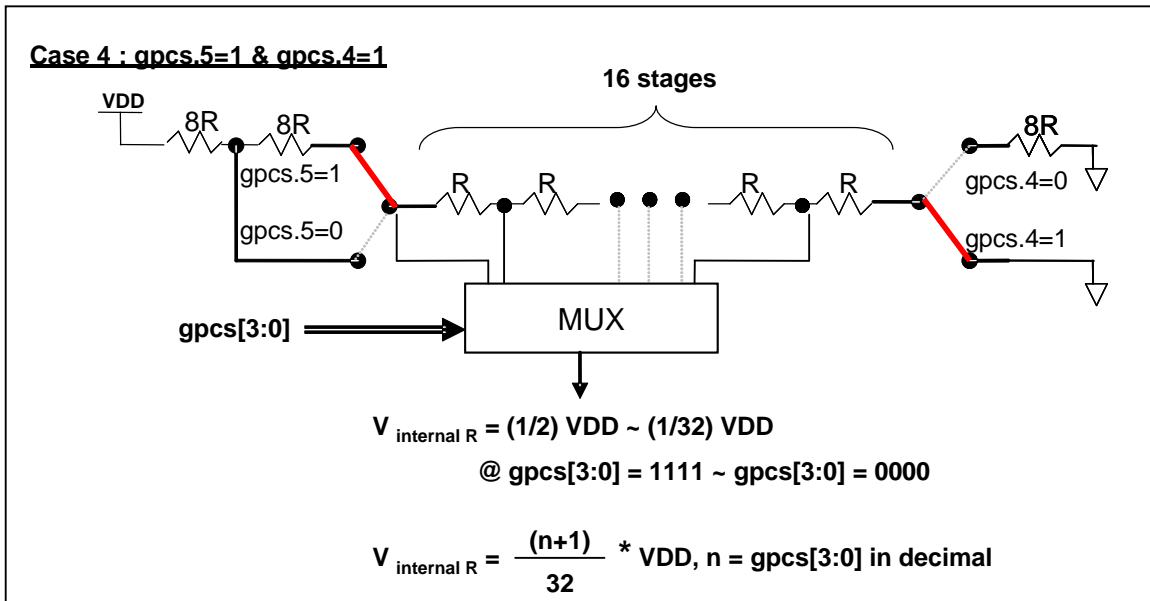 Case 4 : gpcs.5=1 & gpcs.4=1
16 stages
VDD
8R
8R
8R
gpcs.5=1
R
R
R
R
gpcs.4=0
gpcs.5=0
gpcs.4=1
MUX
gpcs[3:0]
V internal R = (1/2) VDD ~ (1/32) VDD
@ gpcs[3:0] = 1111 ~ gpcs[3:0] = 0000
V internal R = (n+1) / 32 * VDD, n = gpcs[3:0] in decimal